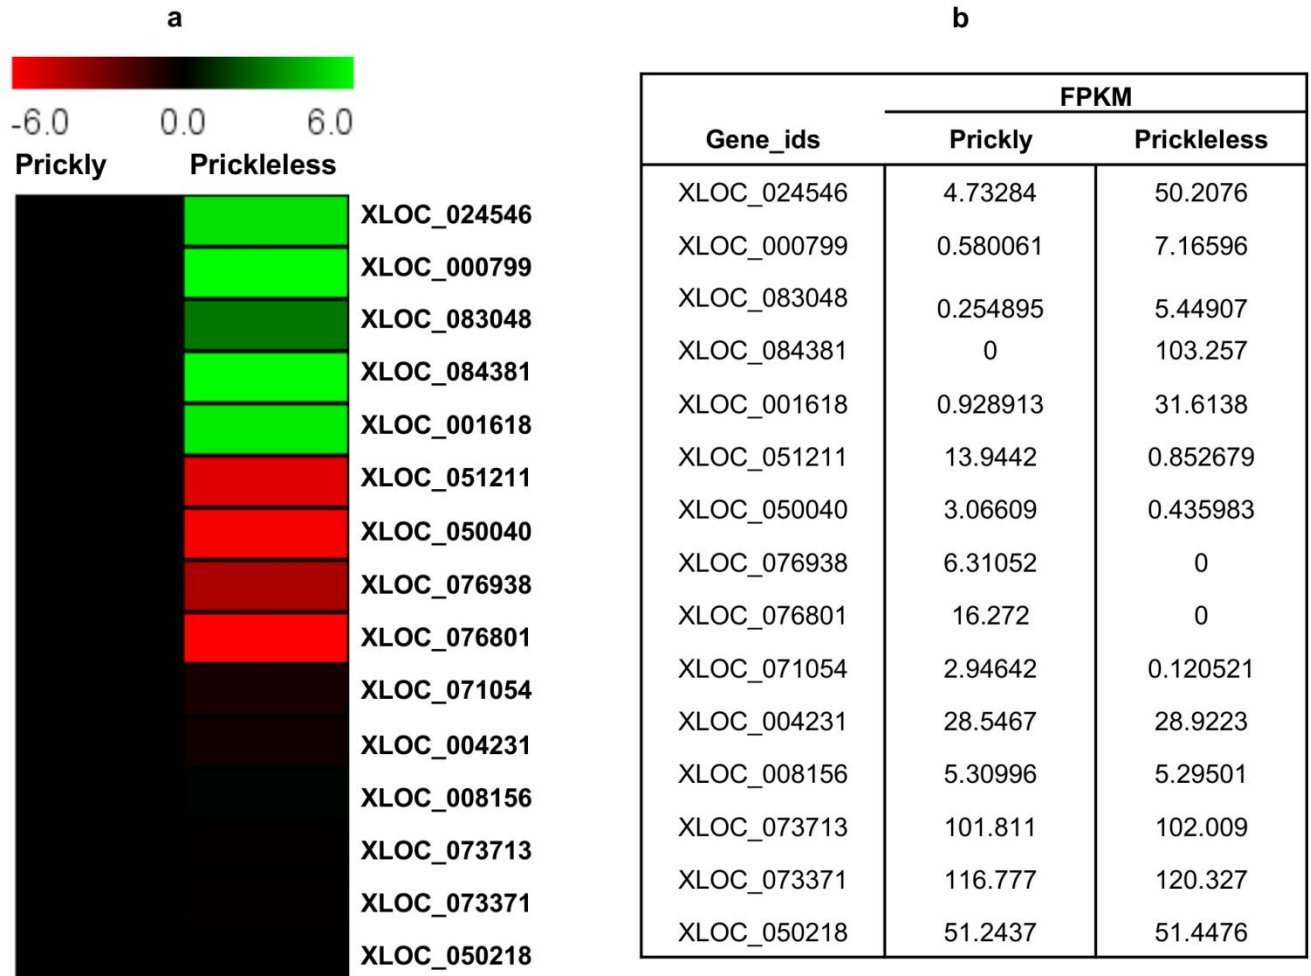 a
-6.0 0.0 6.0
Prickly Prickleless
XLOC_024546
XLOC_000799
XLOC_083048
XLOC_084381
XLOC_001618
XLOC_051211
XLOC_050040
XLOC_076938
XLOC_076801
XLOC_071054
XLOC_004231
XLOC_008156
XLOC_073713
XLOC_073371
XLOC_050218
b
FPKM
Gene_ids Prickly Prickleless
XLOC_024546 4.73284 50.2076
XLOC_000799 0.580061 7.16596
XLOC_083048 0.254895 5.44907
XLOC_084381 0 103.257
XLOC_001618 0.928913 31.6138
XLOC_051211 13.9442 0.852679
XLOC_050040 3.06609 0.435983
XLOC_076938 6.31052 0
XLOC_076801 16.272 0
XLOC_071054 2.94642 0.120521
XLOC_004231 28.5467 28.9223
XLOC_008156 5.30996 5.29501
XLOC_073713 101.811 102.009
XLOC_073371 116.777 120.327
XLOC_050218 51.2437 51.4476